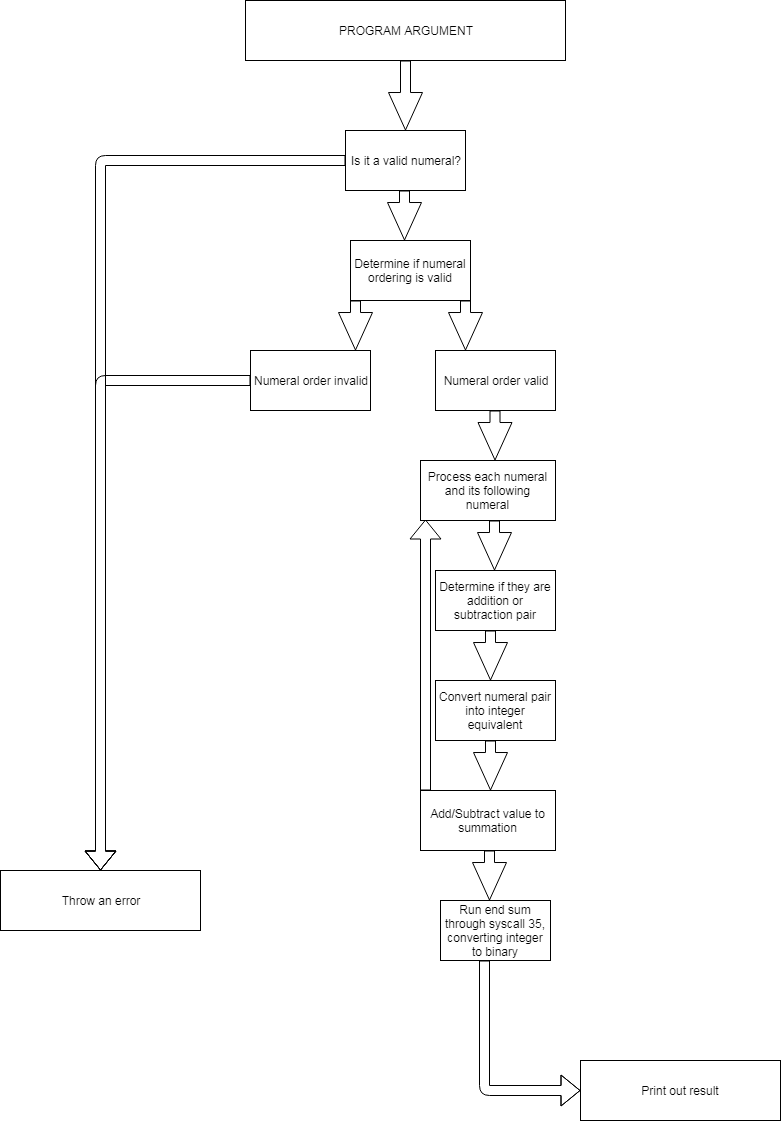 PROGRAM ARGUMENT
Is it a valid numeral?
Determine if numeral
ordering is valid
Numeral order invalid
Numeral order valid
Process each numeral
and its following
numeral
Determine if they are
addition or
subtraction pair
Convert numeral pair
into integer
equivalent
Add/Subtract value to
summation
Throw an error
Run end sum
through syscall 35,
converting integer
to binary
Print out result